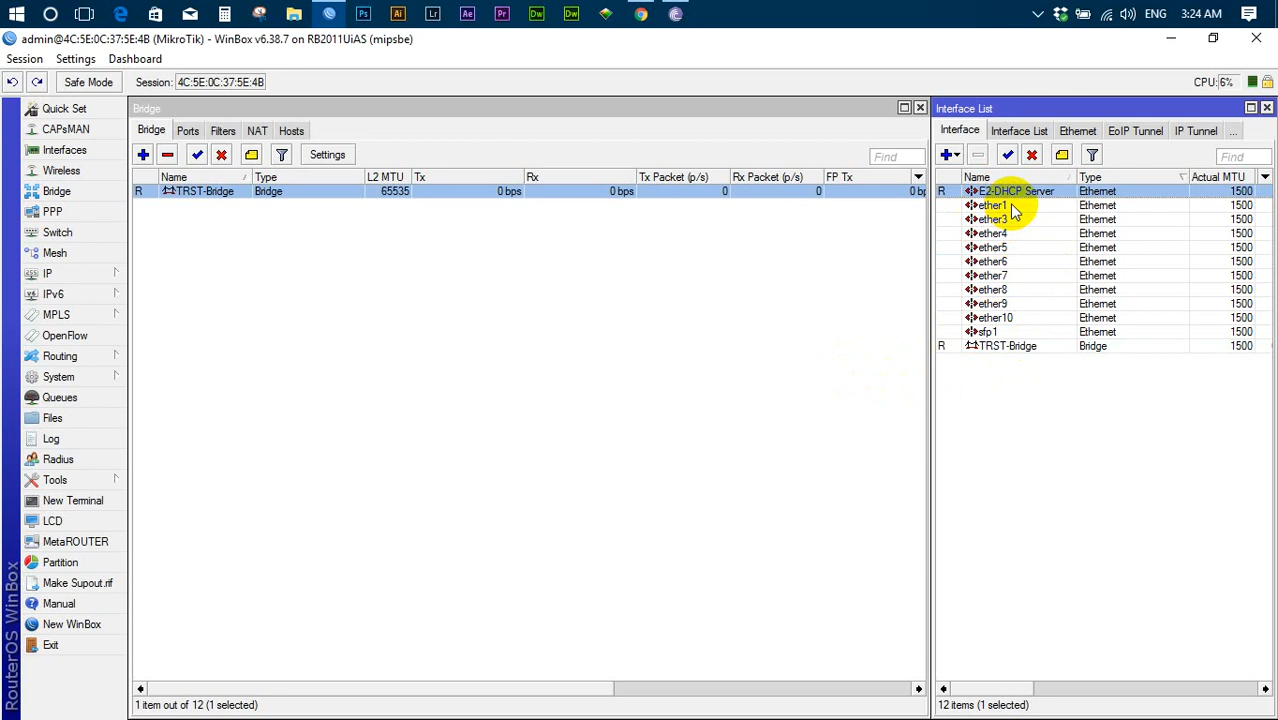 Ps Ai Lr Ae Pr Dw Dw ENG 3:24 AM
admin@4C:5E:0C:37:5E:4B (MikroTik) - WinBox v6.38.7 on RB2011UiAS (mipsbe)
Session Settings Dashboard
Safe Mode Session: 4C:5E:0C:37:5E:4B CPU: 6%
Quick Set
CAPsMAN
Interfaces
Wireless
Bridge
PPP
Switch
Mesh
IP
IPv6
MPLS
OpenFlow
Routing
System
Queues
Files
Log
Radius
Tools
New Terminal
LCD
MetaROUTER
Partition
Make Supout.rif
Manual
New WinBox
Exit
RouterOS WinBox
Bridge
Bridge Ports Filters NAT Hosts
Settings Find
Name Type L2 MTU Tx Rx Tx Packet (p/s) Rx Packet (p/s) FP Tx
R TRST-Bridge Bridge 65535 0 bps 0 bps 0 0 0 bp
1 item out of 12 (1 selected)
Interface List
Interface Interface List Ethernet EoIP Tunnel IP Tunnel ...
Find
Name Type Actual MTU
R E2-DHCP Server Ethernet 1500
ether1 Ethernet 1500
ether3 Ethernet 1500
ether4 Ethernet 1500
ether5 Ethernet 1500
ether6 Ethernet 1500
ether7 Ethernet 1500
ether8 Ethernet 1500
ether9 Ethernet 1500
ether10 Ethernet 1500
sfp1 Ethernet 1500
R TRST-Bridge Bridge 1500
12 items (1 selected)